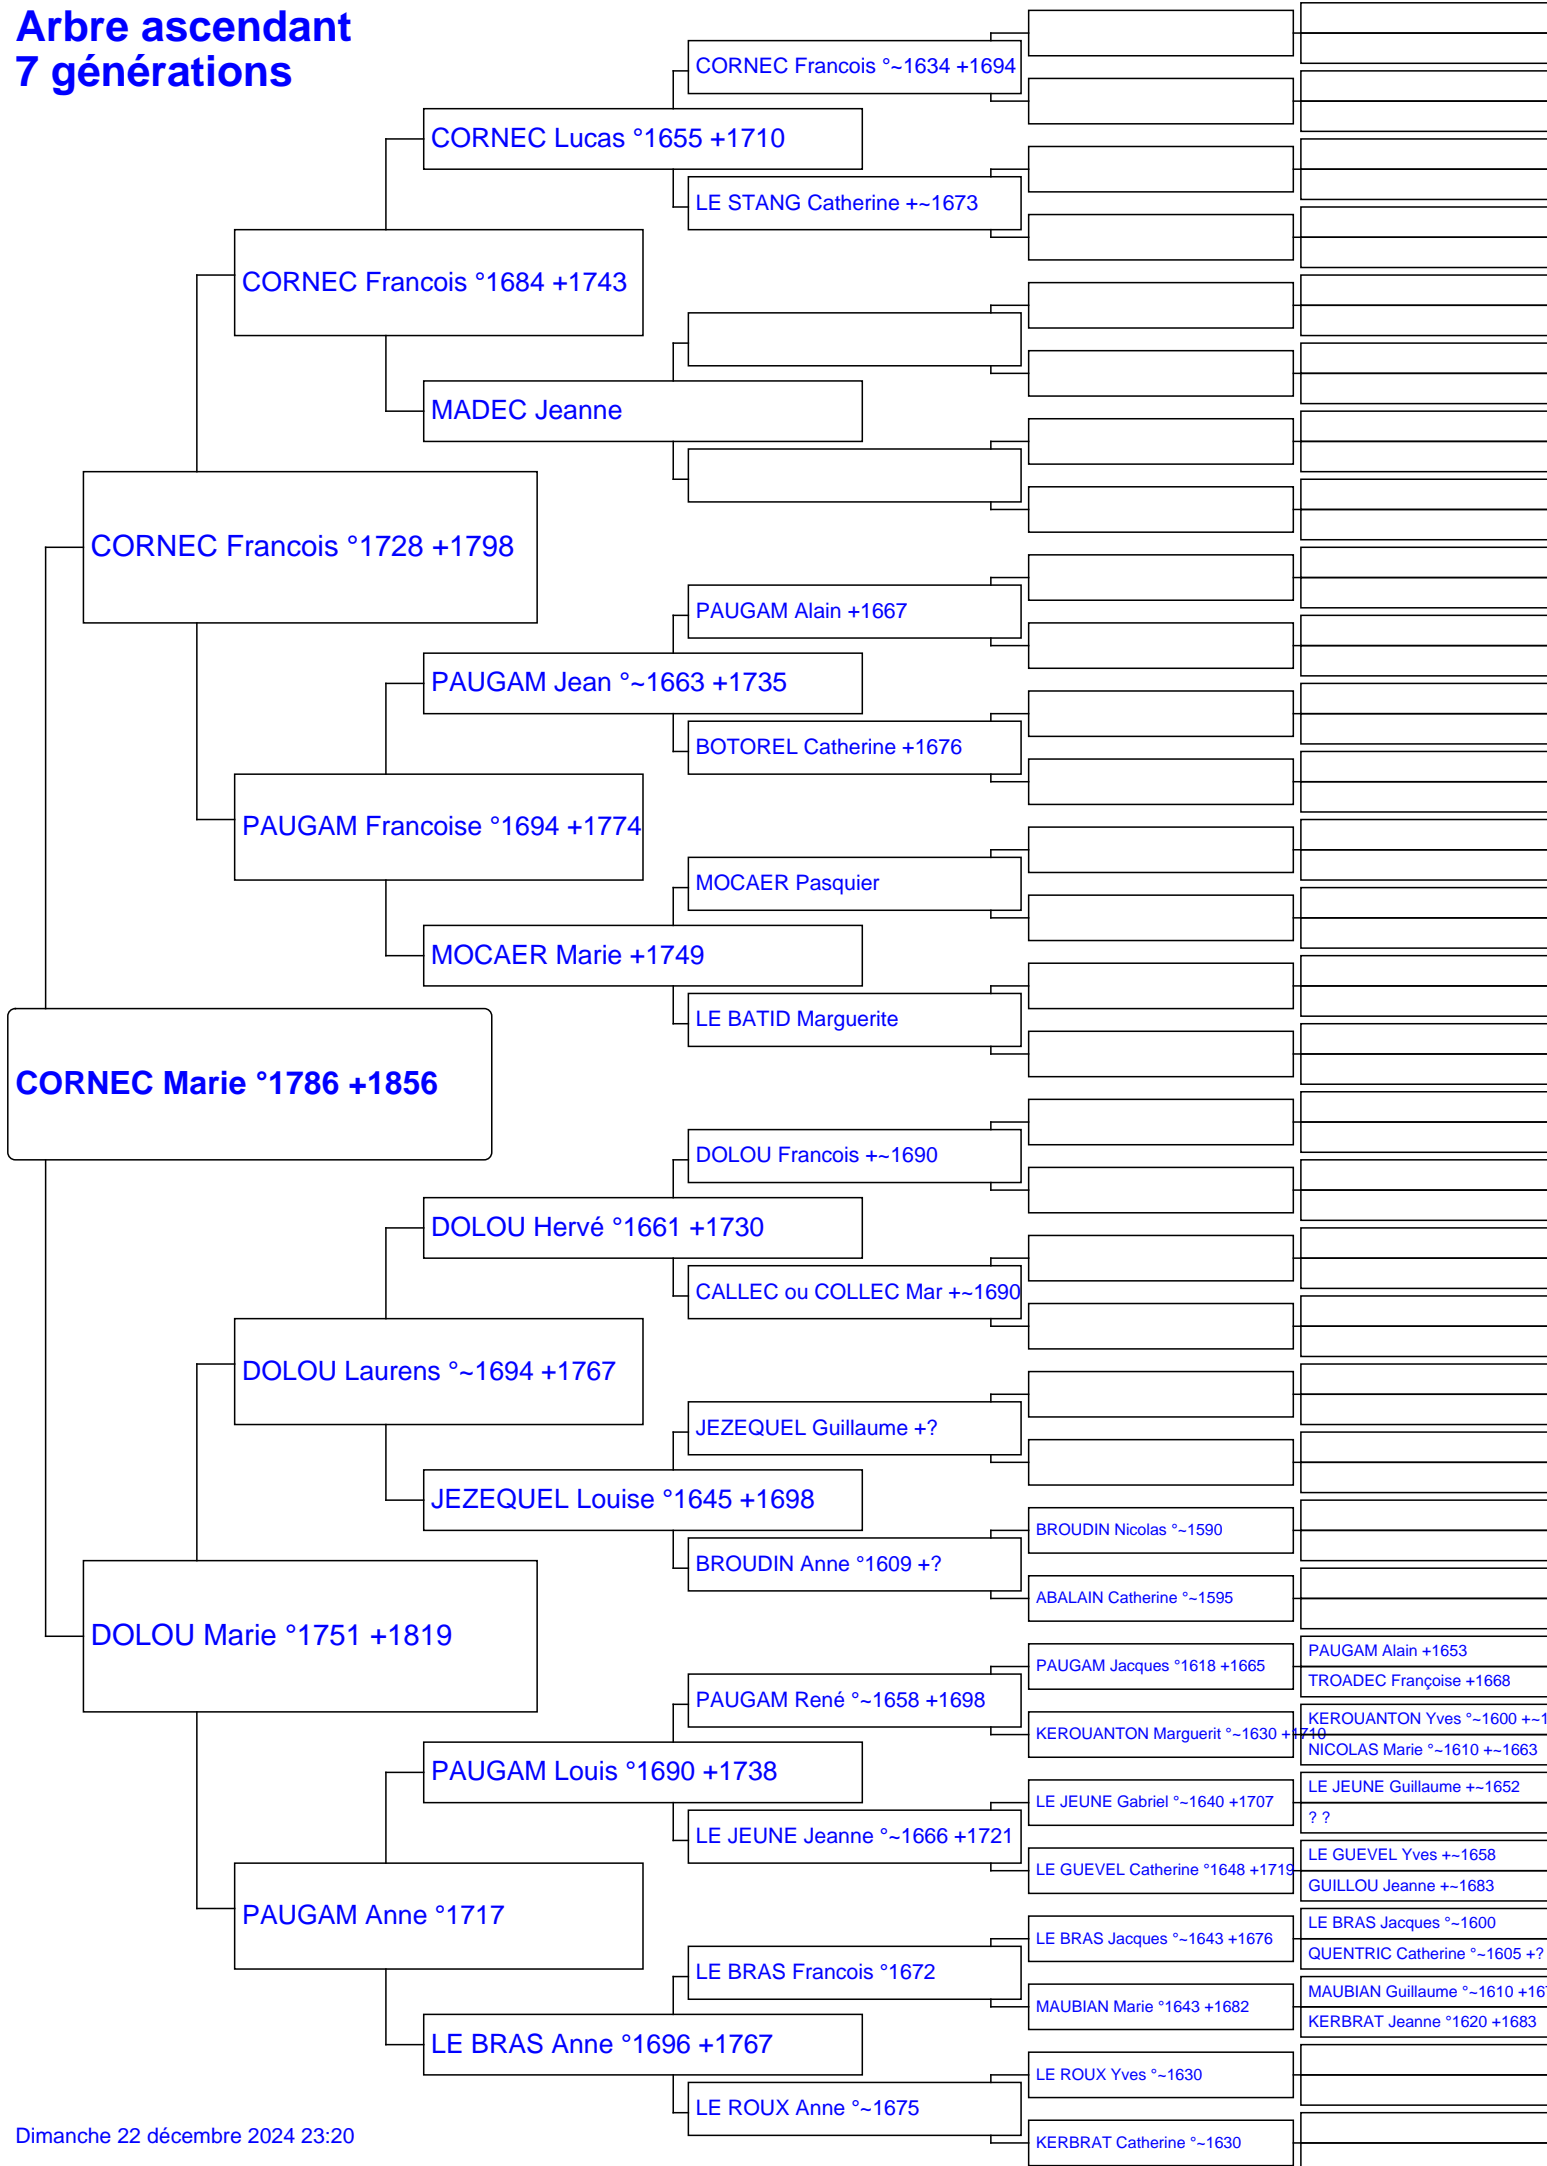 Arbre ascendant
7 générations
CORNEC Francois °~1634 +1694
CORNEC Lucas °1655 +1710
LE STANG Catherine +~1673
CORNEC Francois °1684 +1743
MADEC Jeanne
CORNEC Francois °1728 +1798
PAUGAM Alain +1667
PAUGAM Jean °~1663 +1735
BOTOREL Catherine +1676
PAUGAM Francoise °1694 +1774
MOCAER Pasquier
MOCAER Marie +1749
LE BATID Marguerite
CORNEC Marie °1786 +1856
DOLOU Francois +~1690
DOLOU Hervé °1661 +1730
CALLEC ou COLLEC Mar +~1690
DOLOU Laurens °~1694 +1767
JEZEQUEL Guillaume +?
JEZEQUEL Louise °1645 +1698
BROUDIN Nicolas °~1590
BROUDIN Anne °1609 +?
ABALAIN Catherine °~1595
DOLOU Marie °1751 +1819
PAUGAM Alain +1653
PAUGAM Jacques °1618 +1665
TROADEC Françoise +1668
PAUGAM René °~1658 +1698
KEROUANTON Yves °~1600 +~1
KEROUANTON Marguerit °~1630 +1710
NICOLAS Marie °~1610 +~1663
PAUGAM Louis °1690 +1738
LE JEUNE Guillaume +~1652
LE JEUNE Gabriel °~1640 +1707
? ?
LE JEUNE Jeanne °~1666 +1721
LE GUEVEL Yves +~1658
LE GUEVEL Catherine °1648 +1719
GUILLOU Jeanne +~1683
PAUGAM Anne °1717
LE BRAS Jacques °~1600
LE BRAS Jacques °~1643 +1676
QUENTRIC Catherine °~1605 +?
LE BRAS Francois °1672
MAUBIAN Guillaume °~1610 +16
MAUBIAN Marie °1643 +1682
KERBRAT Jeanne °1620 +1683
LE BRAS Anne °1696 +1767
LE ROUX Yves °~1630
LE ROUX Anne °~1675
KERBRAT Catherine °~1630
Dimanche 22 décembre 2024 23:20